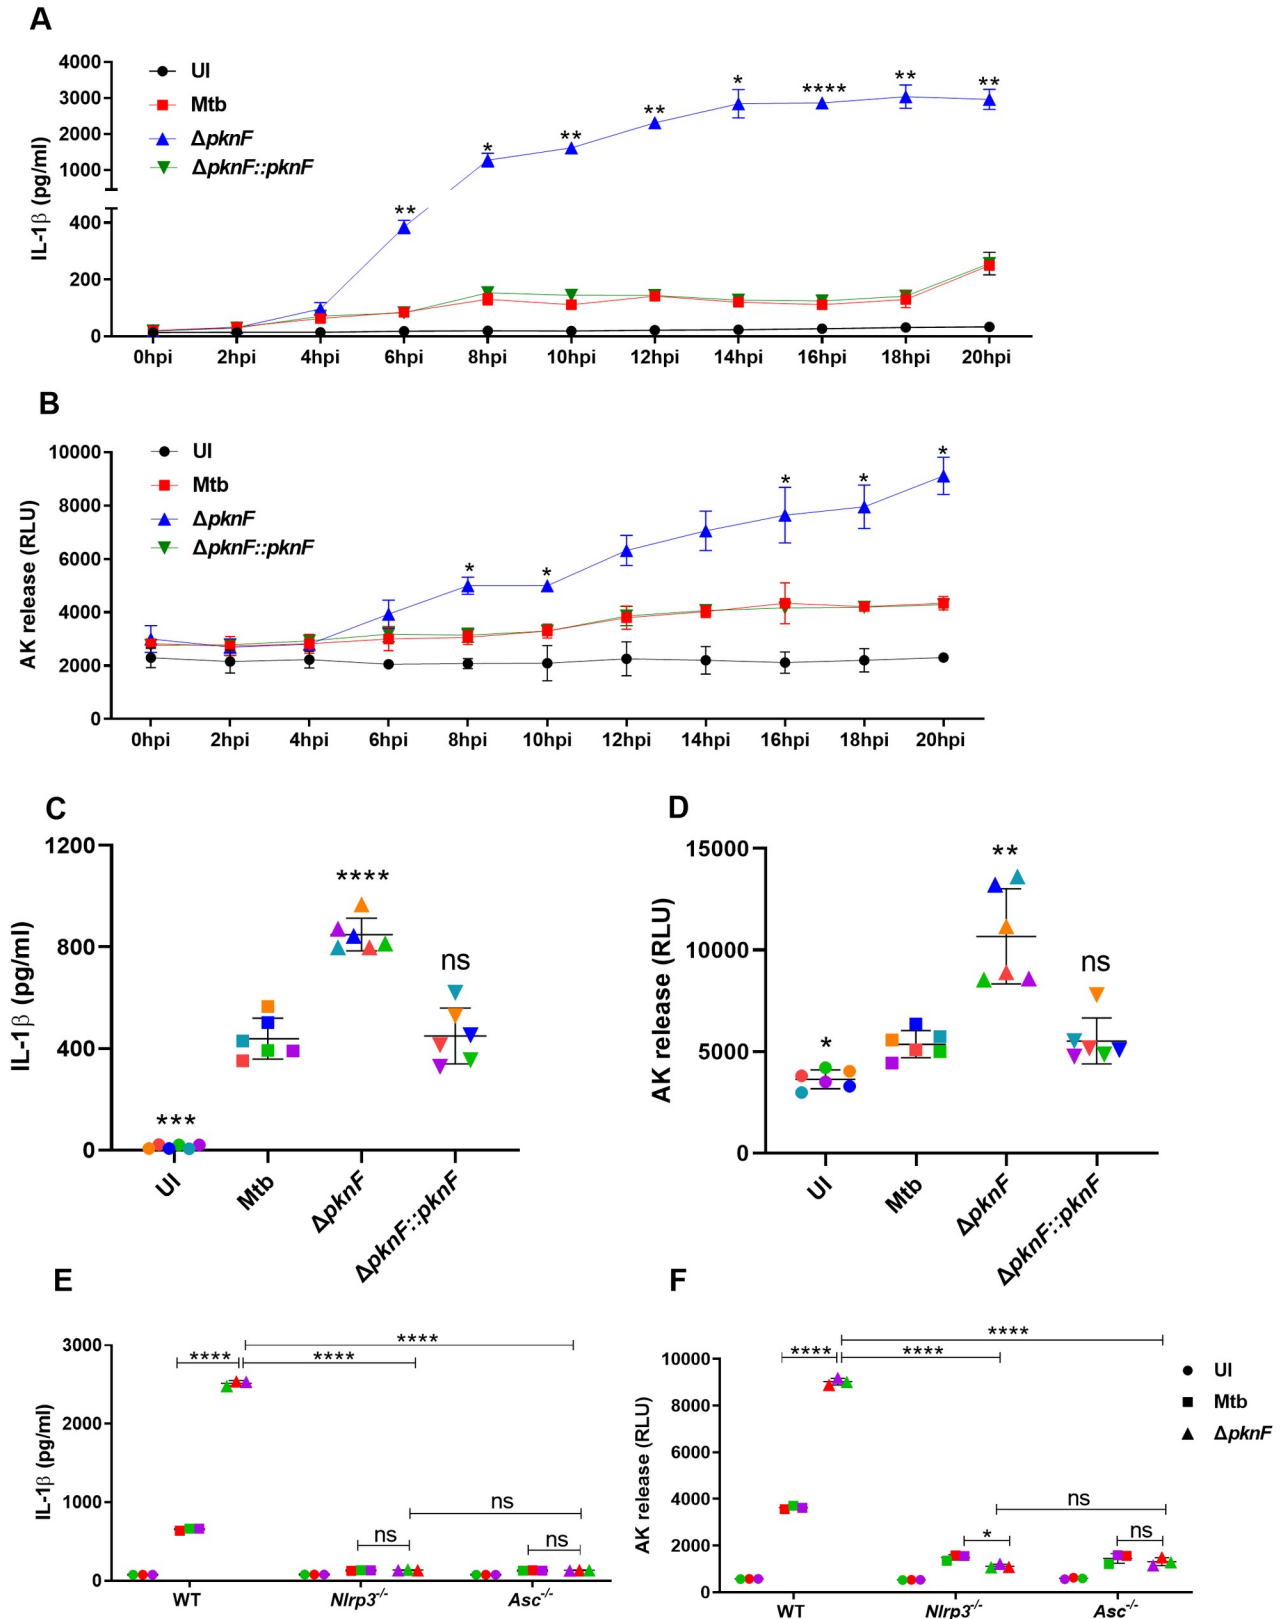 A
4000
3000
2000
1000
400
200
0
IL-1β (pg/ml)
UI
Mtb
ΔpknF
ΔpknF::pknF
** * ** ** * **** ** **
0hpi 2hpi 4hpi 6hpi 8hpi 10hpi 12hpi 14hpi 16hpi 18hpi 20hpi
B
10000
8000
6000
4000
2000
0
AK release (RLU)
UI
Mtb
ΔpknF
ΔpknF::pknF
* * * * *
0hpi 2hpi 4hpi 6hpi 8hpi 10hpi 12hpi 14hpi 16hpi 18hpi 20hpi
C
1200
800
400
0
IL-1β (pg/ml)
*** **** ns
UI Mtb ΔpknF ΔpknF::pknF
D
15000
10000
5000
0
AK release (RLU)
* ** ns
UI Mtb ΔpknF ΔpknF::pknF
E
3000
2000
1000
0
IL-1β (pg/ml)
****
**** ****
ns
ns ns
WT Nlrp3-/- Asc-/-
F
10000
8000
6000
4000
2000
0
AK release (RLU)
****
**** ****
ns
* ns
WT Nlrp3-/- Asc-/-
UI
Mtb
ΔpknF